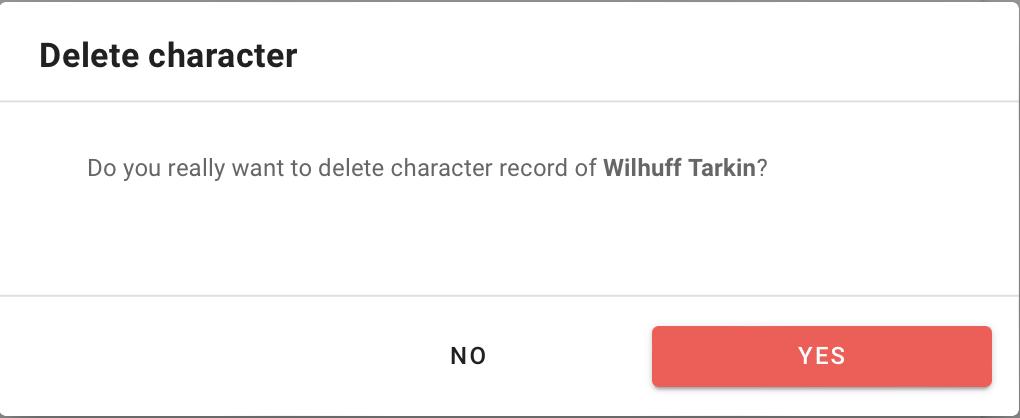 Delete character
Do you really want to delete character record of Wilhuff Tarkin?
NO
YES